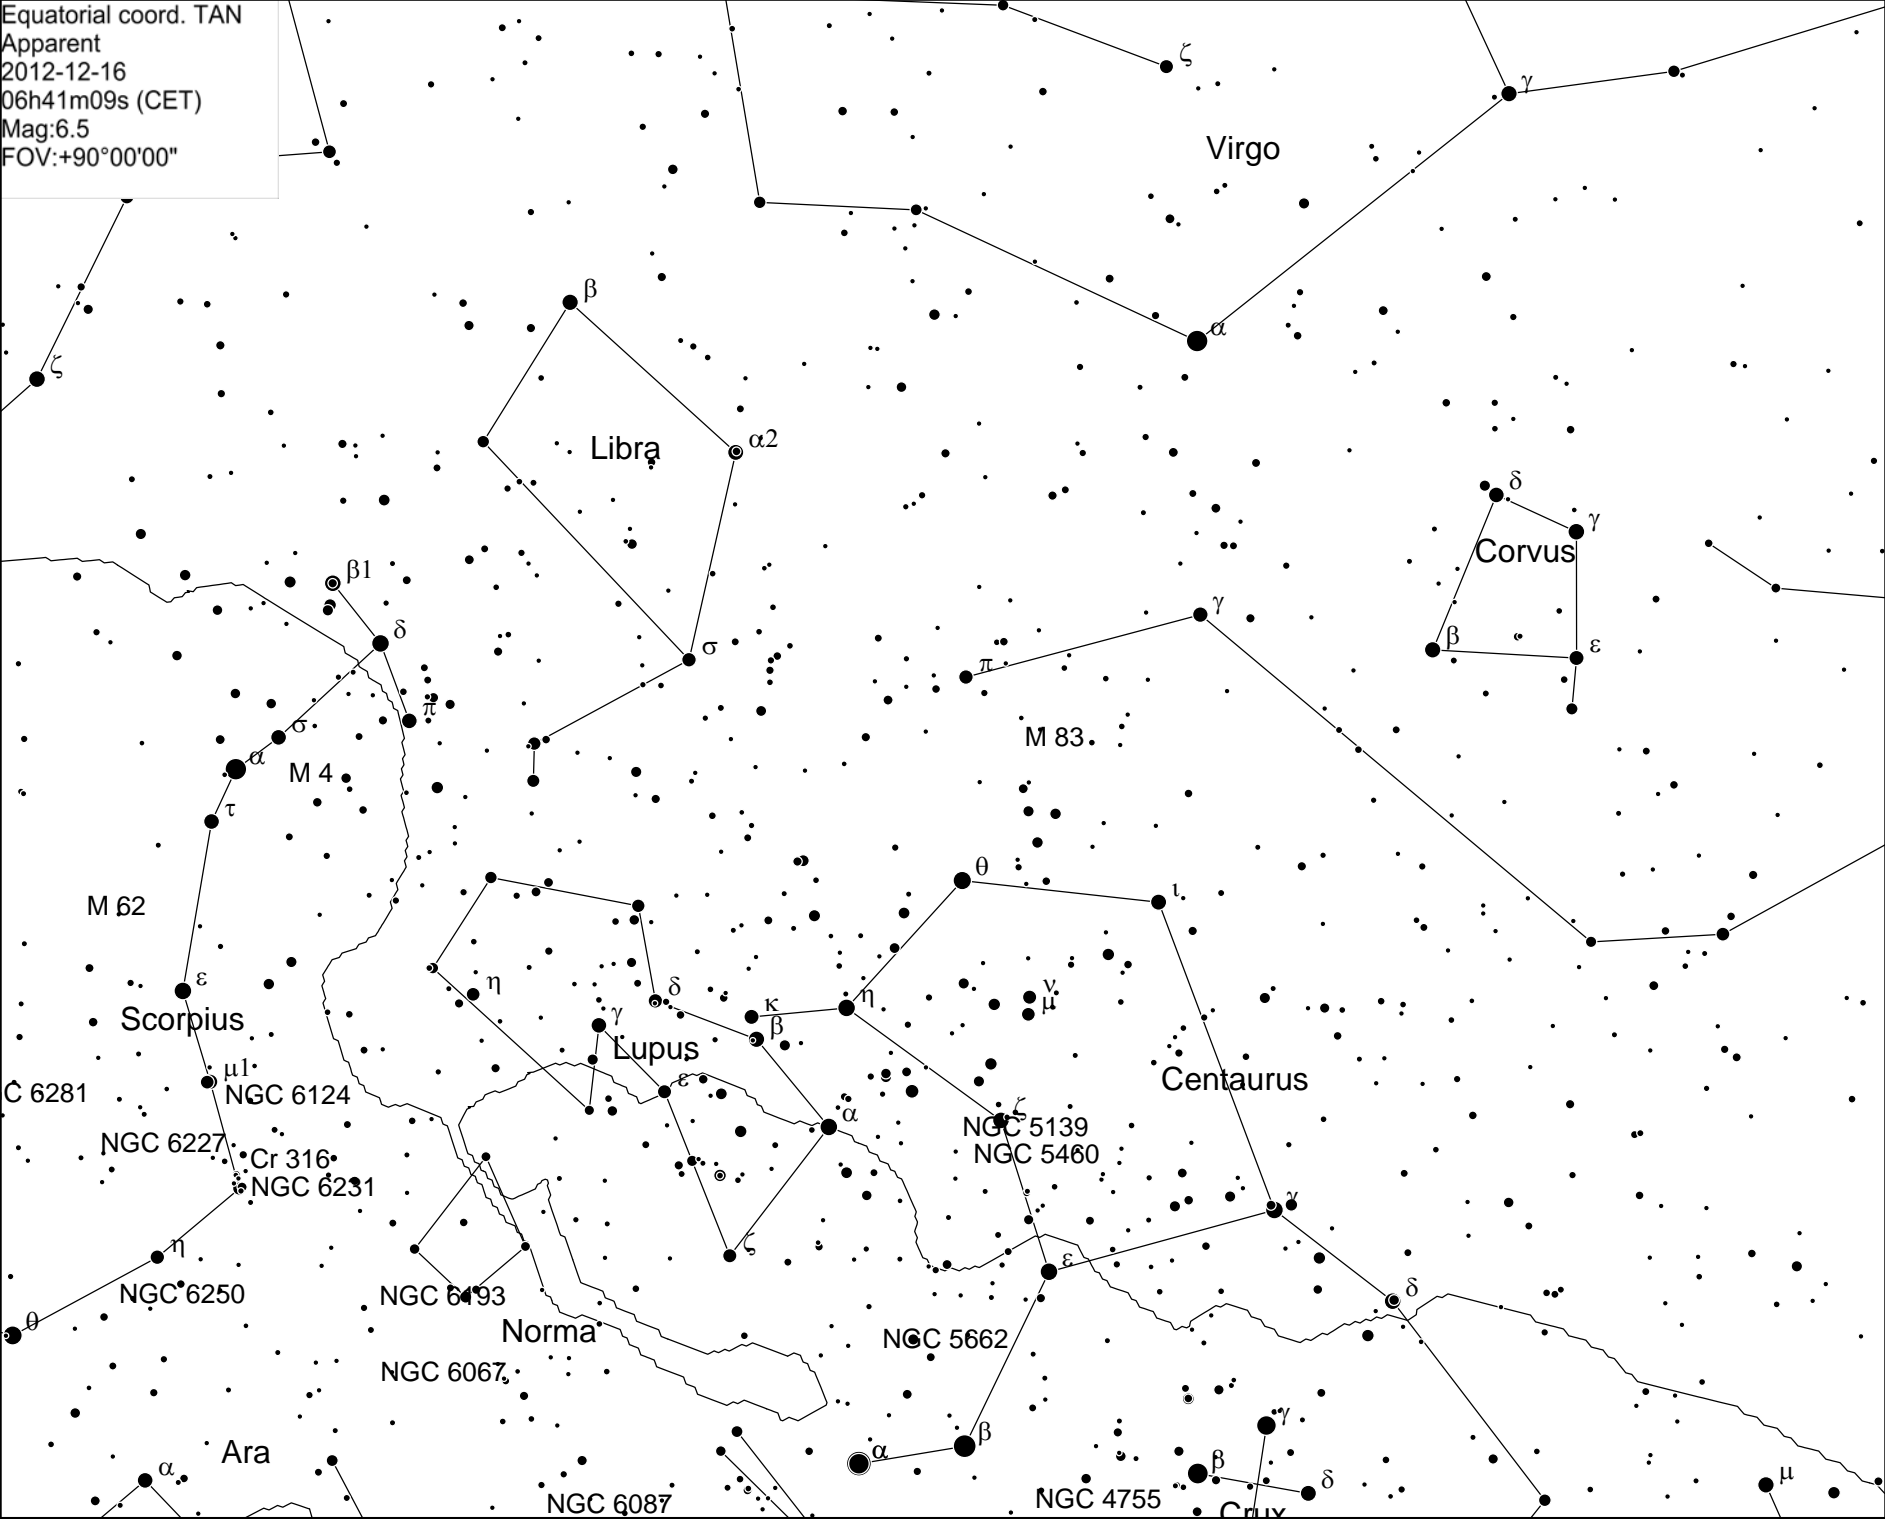 Equatorial coord. TAN
Apparent
2012-12-16
06h41m09s (CET)
Mag:6.5
FOV:+90°00'00"
ζ
γ
Virgo
β
α
ζ
α2
Libra
δ
γ
Corvus
β1
γ
δ
β
ε
σ
π
π
σ
M 83
α
M 4
τ
θ
ι
M 62
ε
η
δ
ν
κ
η
μ
γ
Scorpius
β
Lupus
μ1
ε
Centaurus
C 6281
NGC 6124
α
ζ
NGC 5139
NGC 6227
NGC 5460
Cr 316
NGC 6231
γ
η
ζ
ε
NGC 6250
NGC 6193
δ
θ
Norma
NGC 5662
NGC 6067
γ
β
Ara
α
α
β
μ
δ
NGC 6087
NGC 4755
Crux